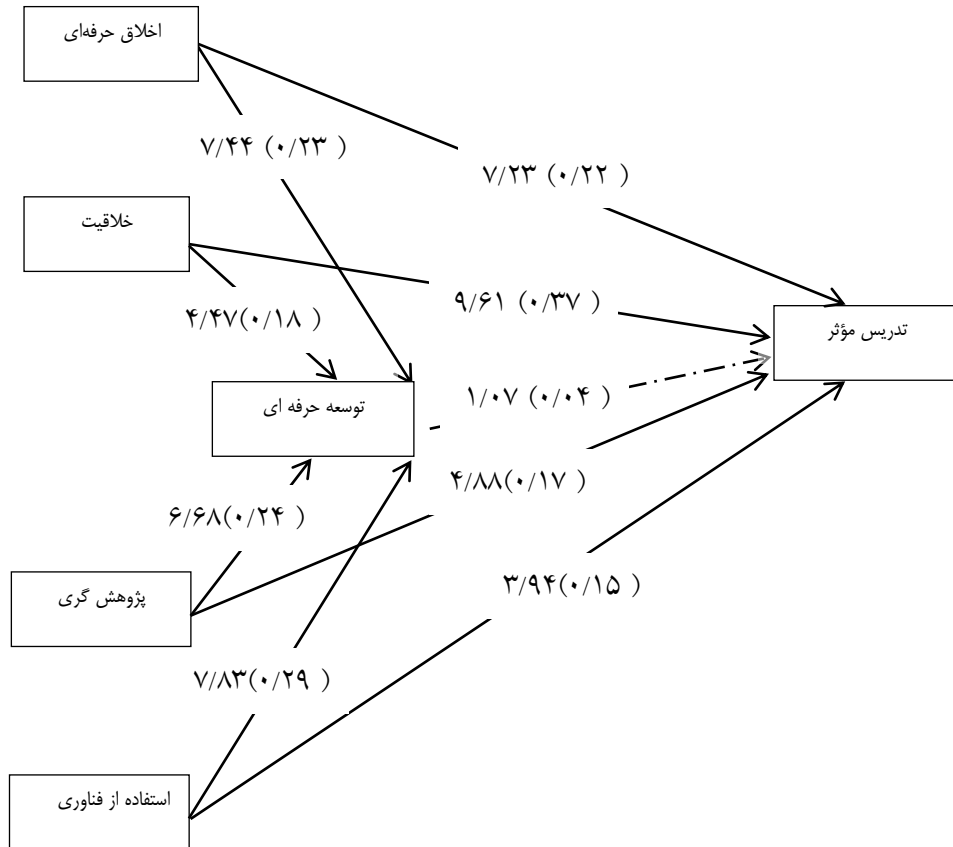 اخلاق حرفه‌ای
۷/۴۴ (۰/۲۳ )
۷/۲۳ (۰/۲۲ )
خلاقیت
۹/۶۱ (۰/۳۷ )
۴/۴۷(۰/۱۸ )
تدریس مؤثر
توسعه حرفه ای
۱/۰۷ (۰/۰۴ )
۴/۸۸(۰/۱۷ )
۶/۶۸(۰/۲۴ )
پژوهش گری
۳/۹۴(۰/۱۵ )
۷/۸۳(۰/۲۹ )
استفاده از فناوری